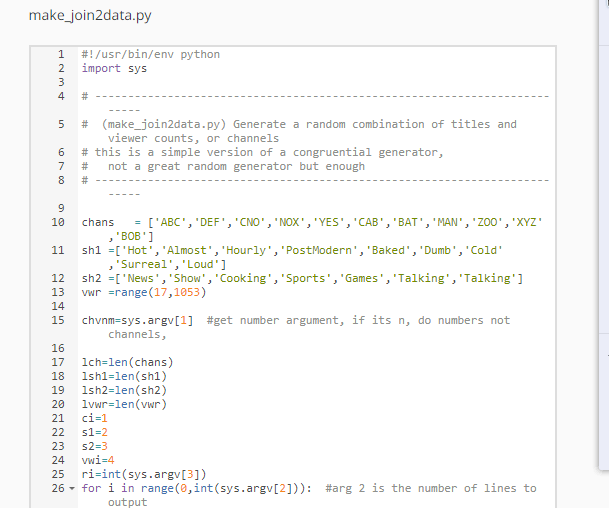 make_join2data.py
1 #!/usr/bin/env python
2 import sys
3
4 # ----------------------------------------------------------------------
-----
5 #  (make_join2data.py) Generate a random combination of titles and
viewer counts, or channels
6 # this is a simple version of a congruential generator,
7 #   not a great random generator but enough
8 # ----------------------------------------------------------------------
-----
9
10 chans   = ['ABC','DEF','CNO','NOX','YES','CAB','BAT','MAN','ZOO','XYZ'
,'BOB']
11 sh1 =['Hot','Almost','Hourly','PostModern','Baked','Dumb','Cold'
,'Surreal','Loud']
12 sh2 =['News','Show','Cooking','Sports','Games','Talking','Talking']
13 vwr =range(17,1053)
14
15 chvnm=sys.argv[1]  #get number argument, if its n, do numbers not
channels,
16
17 lch=len(chans)
18 lsh1=len(sh1)
19 lsh2=len(sh2)
20 lvwr=len(vwr)
21 ci=1
22 s1=2
23 s2=3
24 vwi=4
25 ri=int(sys.argv[3])
26 for i in range(0,int(sys.argv[2])):  #arg 2 is the number of lines to
output